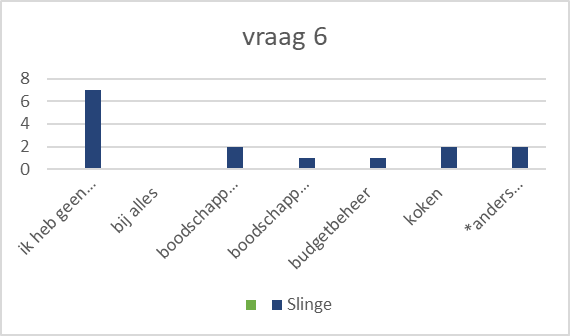 vraag 6
8
6
4
2
0
ik heb geen...
bij alles
boodschapp...
boodschapp...
budgetbeheer
koken
*anders...
Slinge